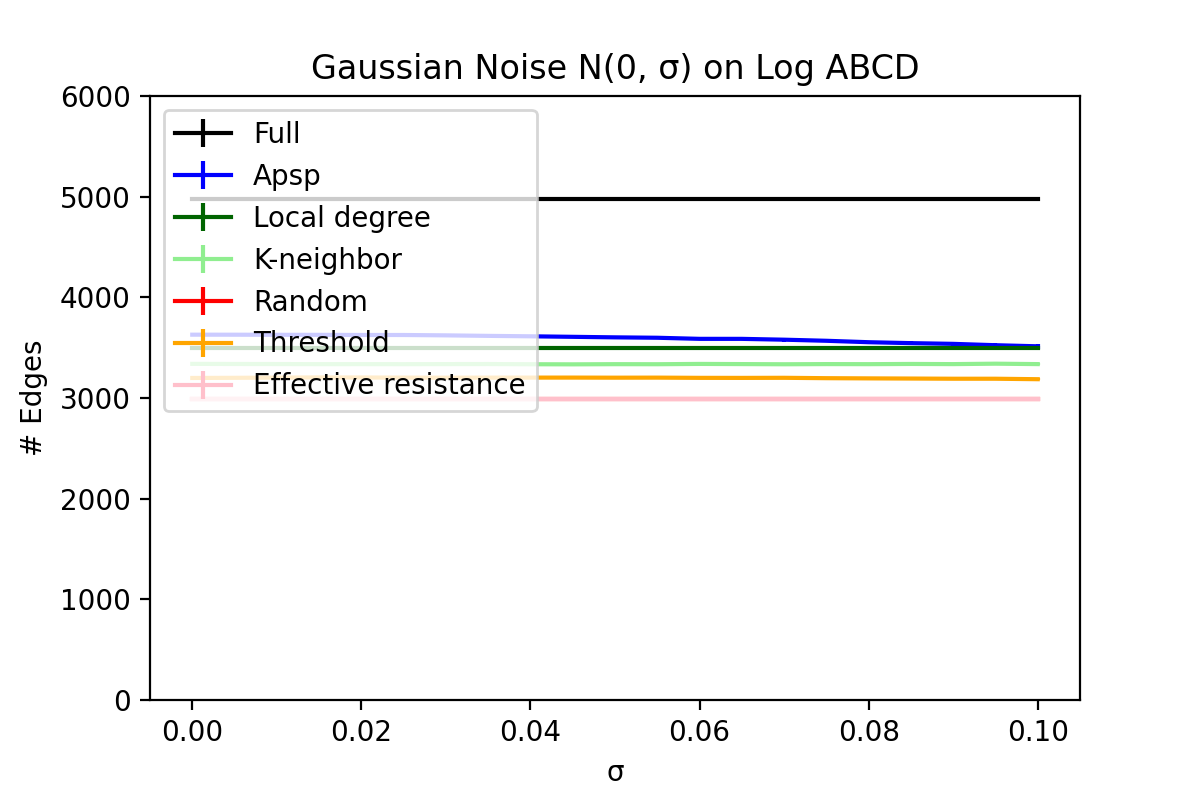 Gaussian Noise N(0, σ) on Log ABCD
6000
5000
4000
3000
2000
1000
0
# Edges
Full
Apsp
Local degree
K-neighbor
Random
Threshold
Effective resistance
0.00 0.02 0.04 0.06 0.08 0.10
σ